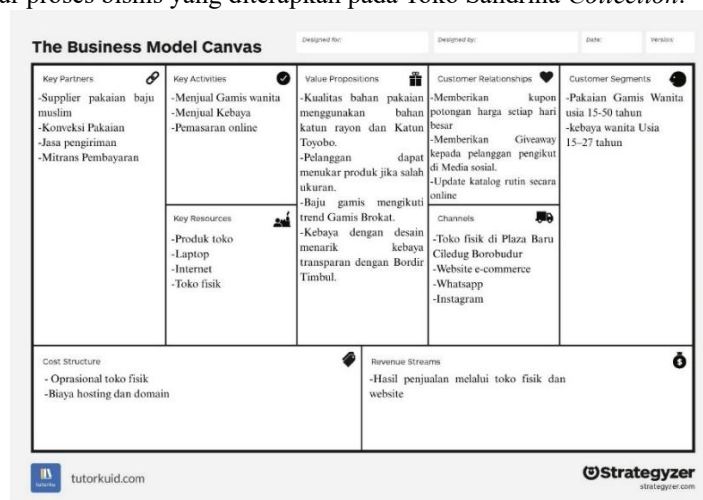 proses bisnis yang diterapkan pada Toko Sandrina Collection.
The Business Model Canvas
Designed for:
Designed by:
Date:
Version:
Key Partners
-Supplier pakaian baju
muslim
-Konveksi Pakaian
-Jasa pengiriman
-Mitrans Pembayaran
Key Activities
-Menjual Gamis wanita
-Menjual Kebaya
-Pemasaran online
Key Resources
-Produk toko
-Laptop
-Internet
-Toko fisik
Value Propositions
-Kualitas bahan pakaian
menggunakan bahan
katun rayon dan Katun
Toyobo.
-Pelanggan dapat
menukar produk jika salah
ukuran.
-Baju gamis mengikuti
trend Gamis Brokat.
-Kebaya dengan desain
menarik kebaya
transparan dengan Bordir
Timbul.
Customer Relationships
-Memberikan kupon
potongan harga setiap hari
besar
-Memberikan Giveaway
kepada pelanggan pengikut
di Media sosial.
-Update katalog rutin secara
online
Channels
-Toko fisik di Plaza Baru
Ciledug Borobudur
-Website e-commerce
-Whatsapp
-Instagram
Customer Segments
-Pakaian Gamis Wanita
usia 15-50 tahun
-kebaya wanita Usia
15–27 tahun
Cost Structure
- Oprasional toko fisik
-Biaya hosting dan domain
Revenue Streams
-Hasil penjualan melalui toko fisik dan
website
tutorkuid.com
Strategyzer
strategyzer.com